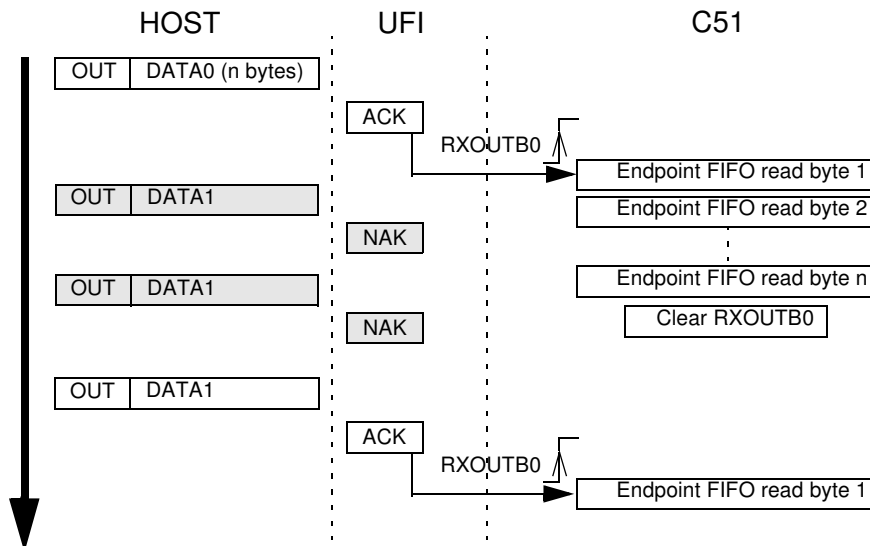 HOST UFI C51
OUT DATA0 (n bytes)
ACK
RXOUTB0
Endpoint FIFO read byte 1
OUT DATA1
Endpoint FIFO read byte 2
NAK
OUT DATA1
Endpoint FIFO read byte n
NAK
Clear RXOUTB0
OUT DATA1
ACK
RXOUTB0
Endpoint FIFO read byte 1